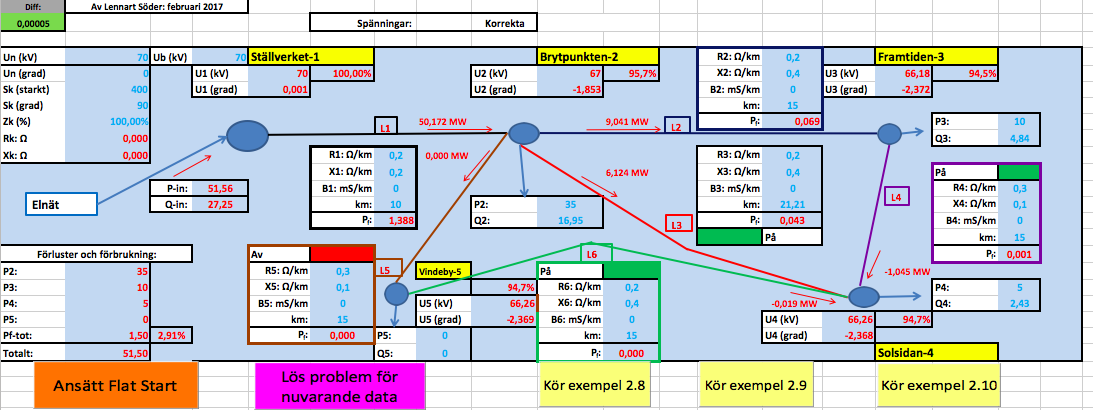 Diff: Av Lennart Söder: februari 2017
0,00005 Spänningar: Korrekta
Un (kV) 70 Ub (kV) 70 Ställverket-1
Un (grad) 0 U1 (kV) 70 100,00%
Sk (starkt) 400 U1 (grad) 0,001
Sk (grad) 90
Zk (%) 100,00%
Rk: Ω 0,000
Xk: Ω 0,000
Brytpunkten-2
U2 (kV) 67 95,7%
U2 (grad) -1,853
R2: Ω/km 0,2
X2: Ω/km 0,4
B2: mS/km 0
km: 15
Pf: 0,069
Framtiden-3
U3 (kV) 66,18 94,5%
U3 (grad) -2,372
L1 50,172 MW 9,041 MW L2
P3: 10
Q3: 4,84
R1: Ω/km 0,2
X1: Ω/km 0,2
B1: mS/km 0
km: 10
Pf: 1,388
0,000 MW
6,124 MW
R3: Ω/km 0,2
X3: Ω/km 0,4
B3: mS/km 0
km: 21,21
Pf: 0,043
På
På
R4: Ω/km 0,3
X4: Ω/km 0,1
B4: mS/km 0
km: 15
Pf: 0,001
L4
Elnät
P-in: 51,56
Q-in: 27,25
P2: 35
Q2: 16,95
L3
Förluster och förbrukning:
P2: 35
P3: 10
P4: 5
P5: 0
Pf-tot: 1,50 2,91%
Totalt: 51,50
Av
R5: Ω/km 0,3
X5: Ω/km 0,1
B5: mS/km 0
km: 15
Pf: 0,000
L5
Vindeby-5
94,7%
U5 (kV) 66,26
U5 (grad) -2,369
P5: 0
Q5: 0
L6
På
R6: Ω/km 0,2
X6: Ω/km 0,4
B6: mS/km 0
km: 15
Pf: 0,000
-1,045 MW
-0,019 MW
P4: 5
Q4: 2,43
U4 (kV) 66,26 94,7%
U4 (grad) -2,368
Solsidan-4
Ansätt Flat Start
Lös problem för
nuvarande data
Kör exempel 2.8
Kör exempel 2.9
Kör exempel 2.10